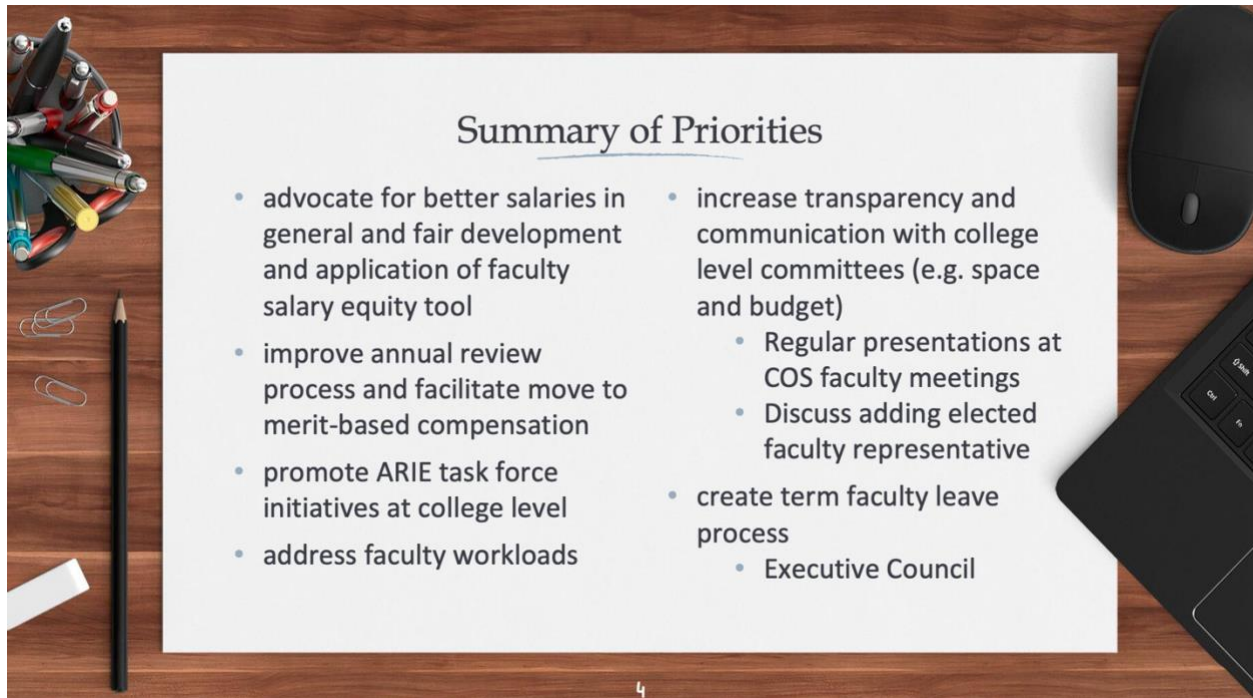 Summary of Priorities
• advocate for better salaries in
general and fair development
and application of faculty
salary equity tool
• improve annual review
process and facilitate move to
merit-based compensation
• promote ARIE task force
initiatives at college level
• address faculty workloads
• increase transparency and
communication with college
level committees (e.g. space
and budget)
• Regular presentations at
COS faculty meetings
• Discuss adding elected
faculty representative
• create term faculty leave
process
• Executive Council
Shift
Ctrl
Fn
4